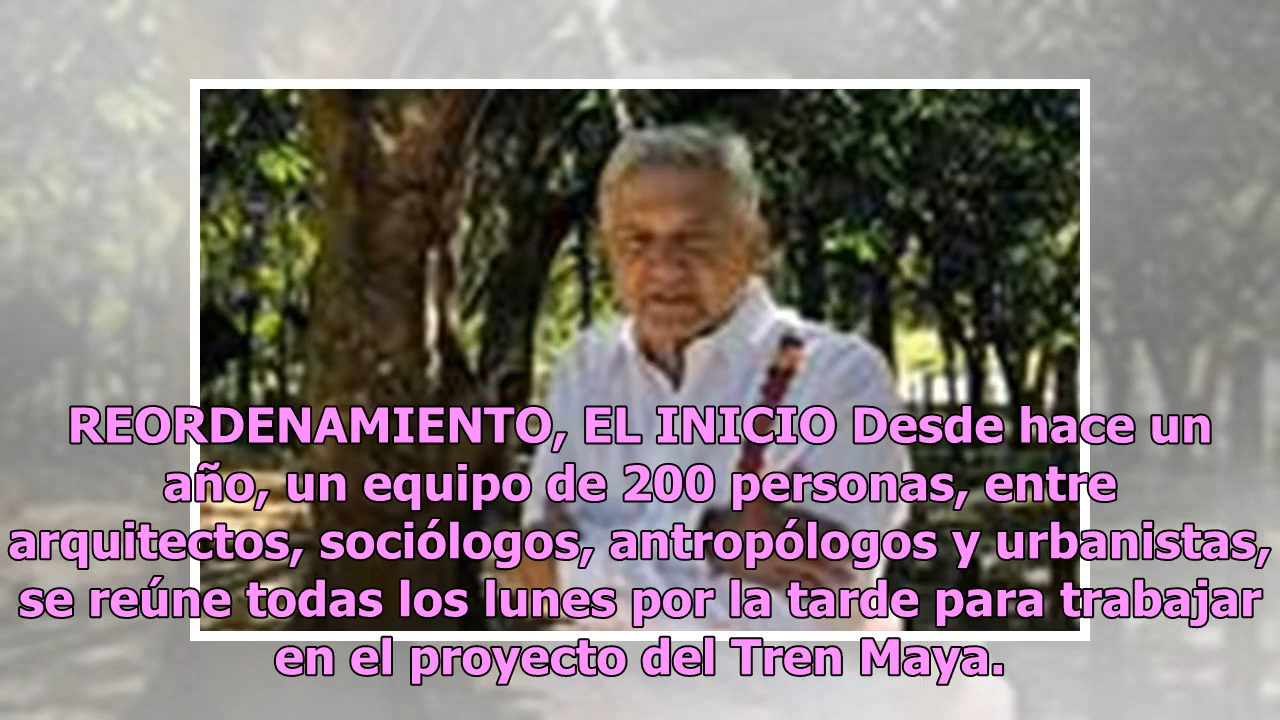 REORDENAMIENTO, EL INICIO Desde hace un
año, un equipo de 200 personas, entre
arquitectos, sociólogos, antropólogos y urbanistas,
se reúne todas los lunes por la tarde para trabajar
en el proyecto del Tren Maya.